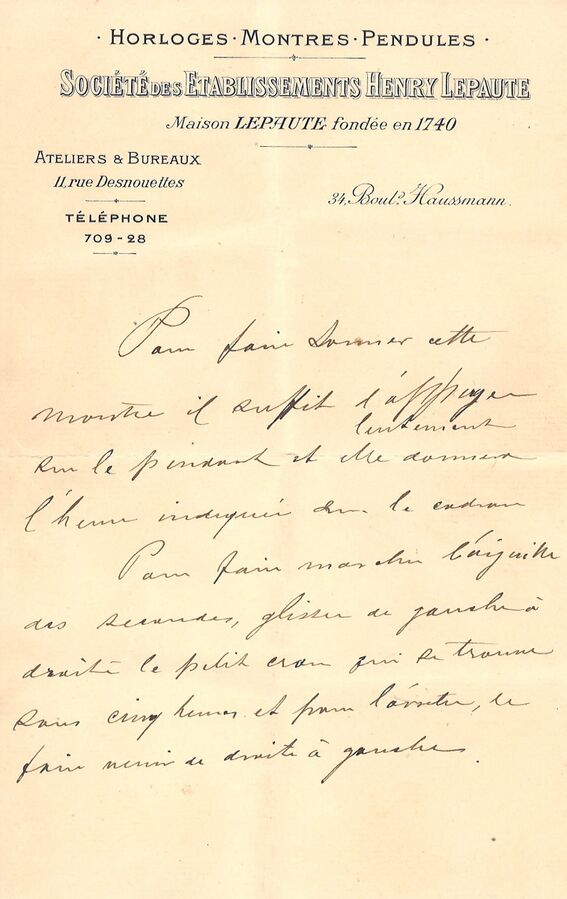 · HORLOGES · MONTRES · PENDULES ·
SOCIÉTÉ DES ETABLISSEMENTS HENRY LEPAUTE
Maison LEPAUTE fondée en 1740
ATELIERS & BUREAUX
11, rue Desnouettes
34, Boul.ᵈ Haussmann.
TÉLÉPHONE
709-28
Pour faire sonner cette
montre il suffit d'appuyer
lentement
sur le pendant et elle donnera
l'heure indiquée sur le cadran
Pour faire marcher l'aiguille
des secondes, glisser de gauche à
droite le petit cran qui se trouve
sous cinq heures et pour l'arrêter, le
faire venir de droite à gauche.